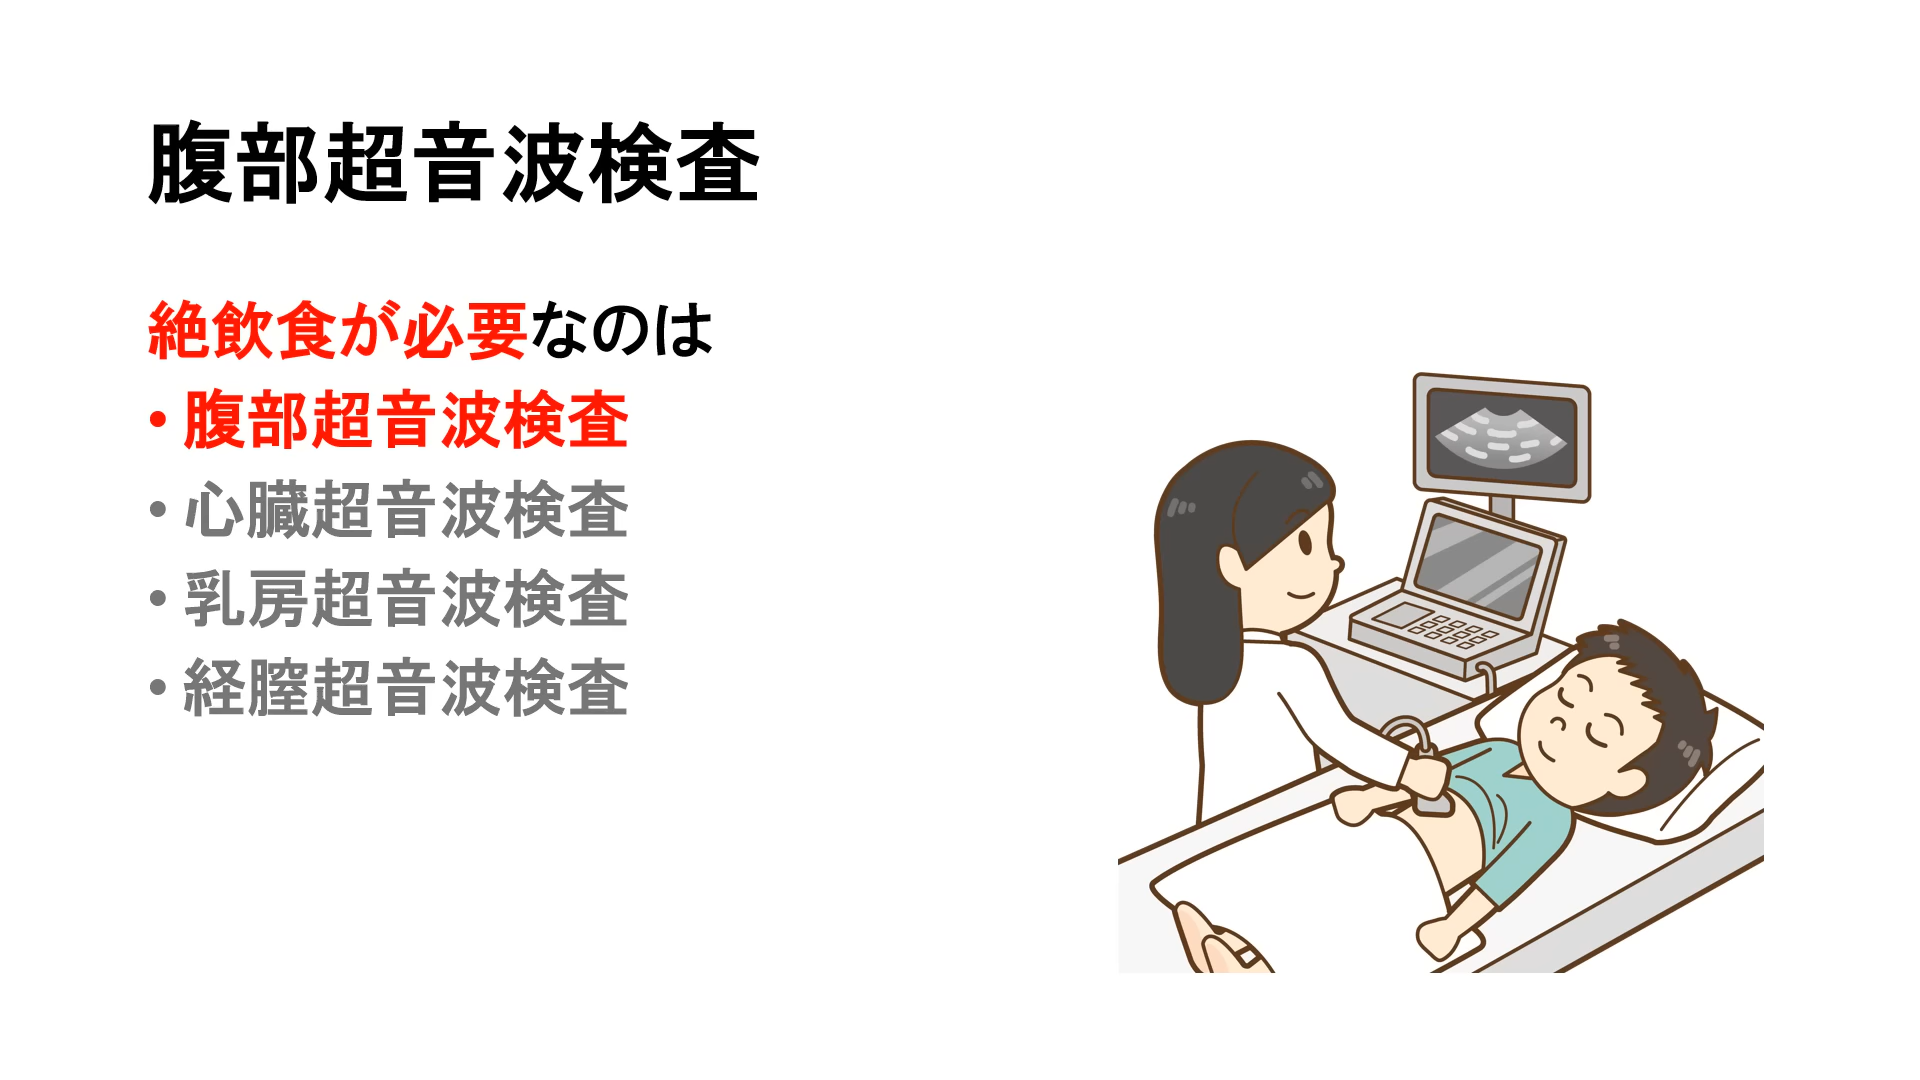 腹部超音波検査
絶飲食が必要なのは
• 腹部超音波検査
• 心臓超音波検査
• 乳房超音波検査
• 経膣超音波検査